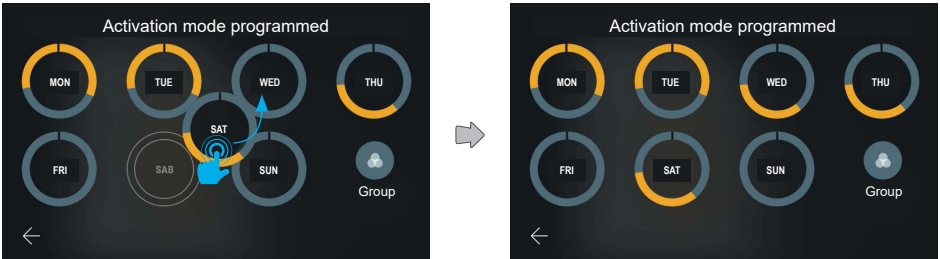 Activation mode programmed
MON TUE WED THU
SAT
FRI SAB SUN
Group
Activation mode programmed
MON TUE WED THU
FRI SAT SUN
Group